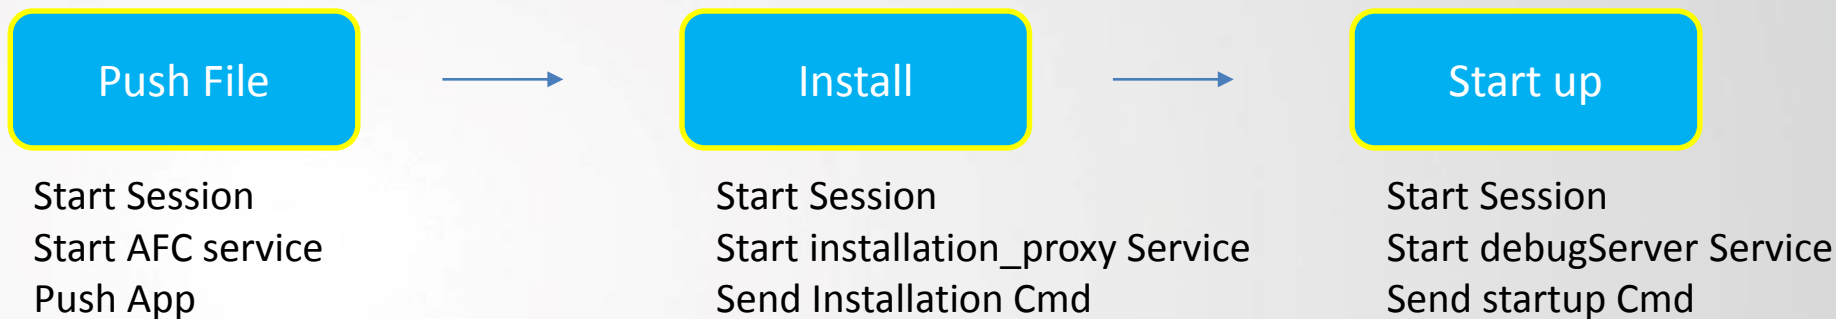 Push File
Install
Start up
Start Session
Start AFC service
Push App
Start Session
Start installation_proxy Service
Send Installation Cmd
Start Session
Start debugServer Service
Send startup Cmd